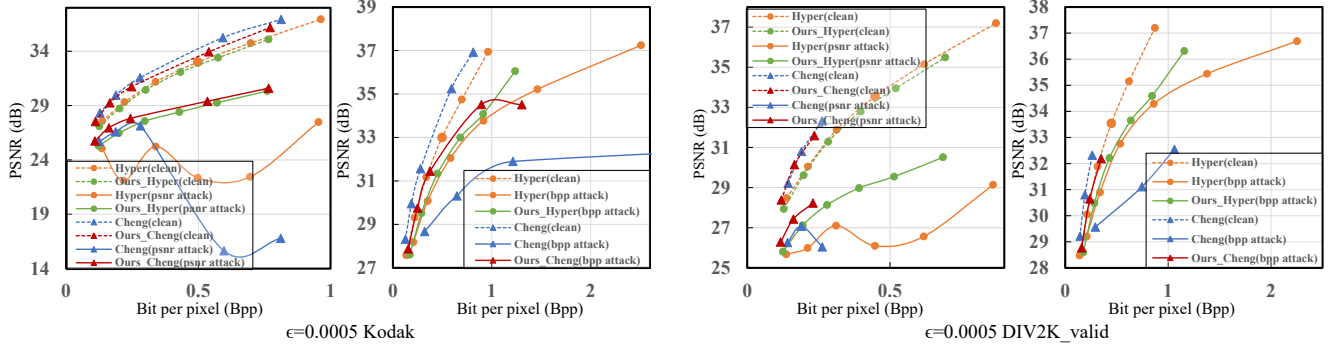 39
34
29
24
19
14
PSNR (dB)
Hyper(clean)
Ours_Hyper(clean)
Hyper(psnr attack)
Ours_Hyper(psnr attack)
Cheng(clean)
Ours_Cheng(clean)
Cheng(psnr attack)
Ours_Cheng(psnr attack)
0
0.5
1
Bit per pixel (Bpp)
39
37
35
33
31
29
27
PSNR (dB)
Hyper(clean)
Hyper(bpp attack)
Ours_Hyper(bpp attack)
Cheng(clean)
Cheng(bpp attack)
Ours_Cheng(bpp attack)
0
1
2
Bit per pixel (Bpp)
ϵ=0.0005 Kodak
37
35
33
31
29
27
25
PSNR (dB)
Hyper(clean)
Ours_Hyper(clean)
Hyper(psnr attack)
Ours_Hyper(psnr attack)
Cheng(clean)
Ours_Cheng(clean)
Cheng(psnr attack)
Ours_Cheng(psnr attack)
0
0.5
Bit per pixel (Bpp)
38
37
36
35
34
33
32
31
30
29
28
PSNR (dB)
Hyper(clean)
Hyper(bpp attack)
Ours_Hyper(bpp attack)
Cheng(clean)
Cheng(bpp attack)
Ours_Cheng(bpp attack)
0
1
2
Bit per pixel (Bpp)
ϵ=0.0005 DIV2K_valid